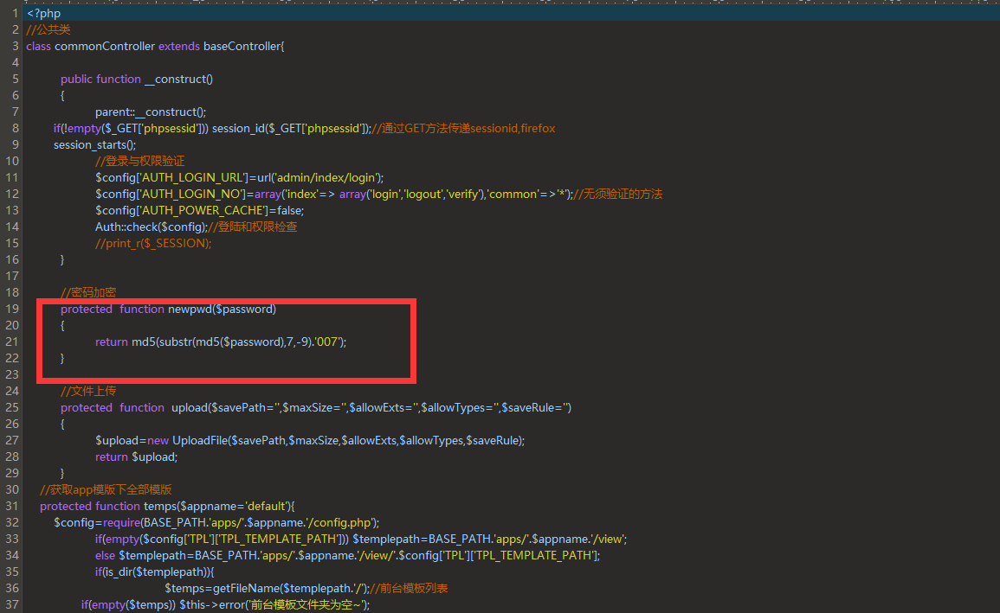 1 <?php
2 //公共类
3 class commonController extends baseController{
4
5 public function __construct()
6 {
7 parent::__construct();
8 if(!empty($_GET['phpsessid'])) session_id($_GET['phpsessid']);//通过GET方法传递sessionid,firefox
9 session_starts();
10 //登录与权限验证
11 $config['AUTH_LOGIN_URL']=url('admin/index/login');
12 $config['AUTH_LOGIN_NO']=array('index'=> array('login','logout','verify'),'common'=>'*');//无须验证的方法
13 $config['AUTH_POWER_CACHE']=false;
14 Auth::check($config);//登陆和权限检查
15 //print_r($_SESSION);
16 }
17
18 //密码加密
19 protected function newpwd($password)
20 {
21 return md5(substr(md5($password),7,-9).'007');
22 }
23
24 //文件上传
25 protected function upload($savePath='',$maxSize='',$allowExts='',$allowTypes='',$saveRule='')
26 {
27 $upload=new UploadFile($savePath,$maxSize,$allowExts,$allowTypes,$saveRule);
28 return $upload;
29 }
30 //获取app模版下全部模版
31 protected function temps($appname='default'){
32 $config=require(BASE_PATH.'apps/'.$appname.'/config.php');
33 if(empty($config['TPL']['TPL_TEMPLATE_PATH'])) $templepath=BASE_PATH.'apps/'.$appname.'/view';
34 else $templepath=BASE_PATH.'apps/'.$appname.'/view/'.$config['TPL']['TPL_TEMPLATE_PATH'];
35 if(is_dir($templepath)){
36 $temps=getFileName($templepath.'/');//前台模板列表
37 if(empty($temps)) $this->error('前台模板文件夹为空~');